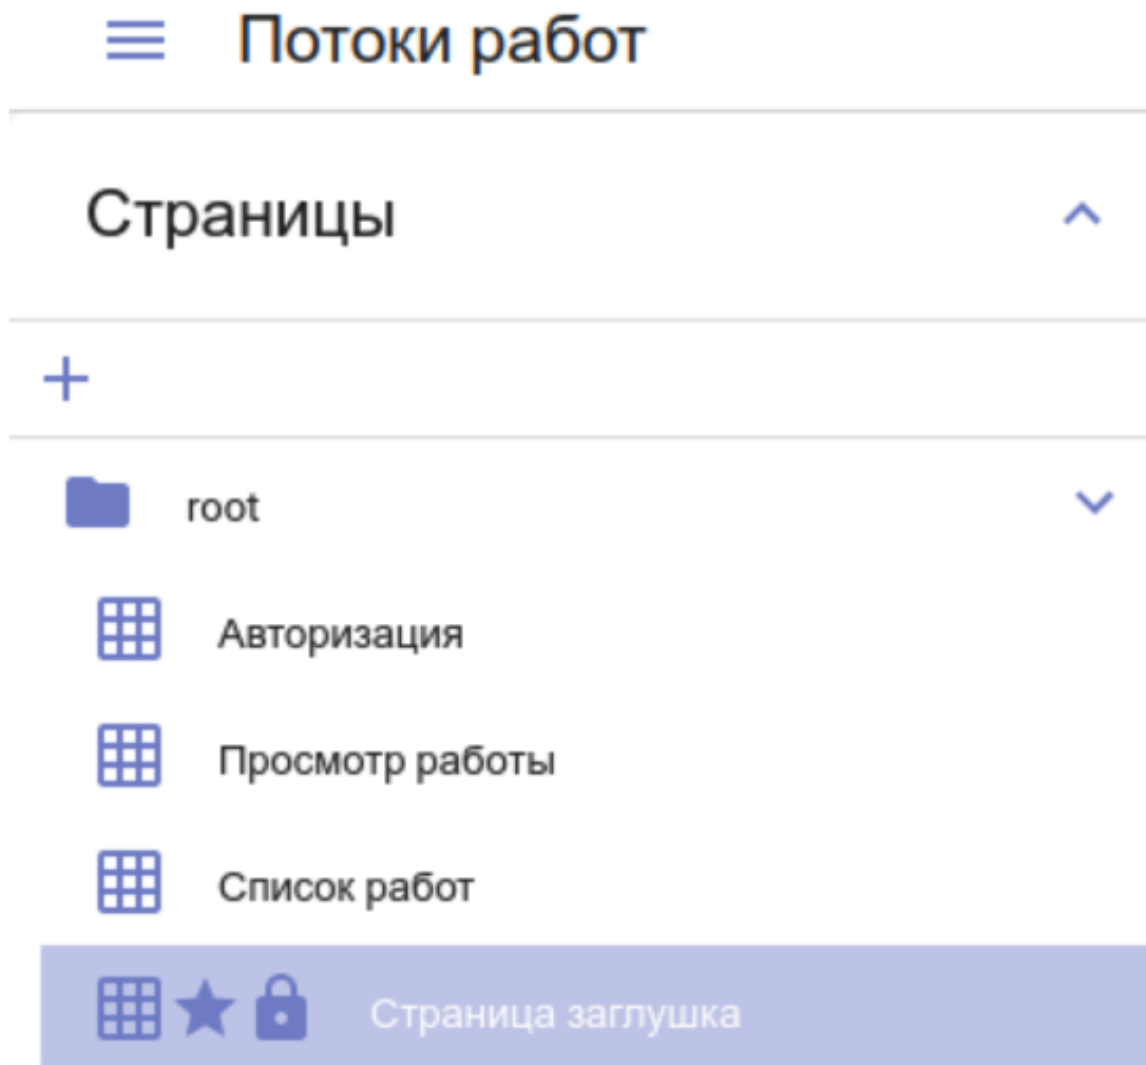 Потоки работ
Страницы
root
Авторизация
Просмотр работы
Список работ
Страница заглушка